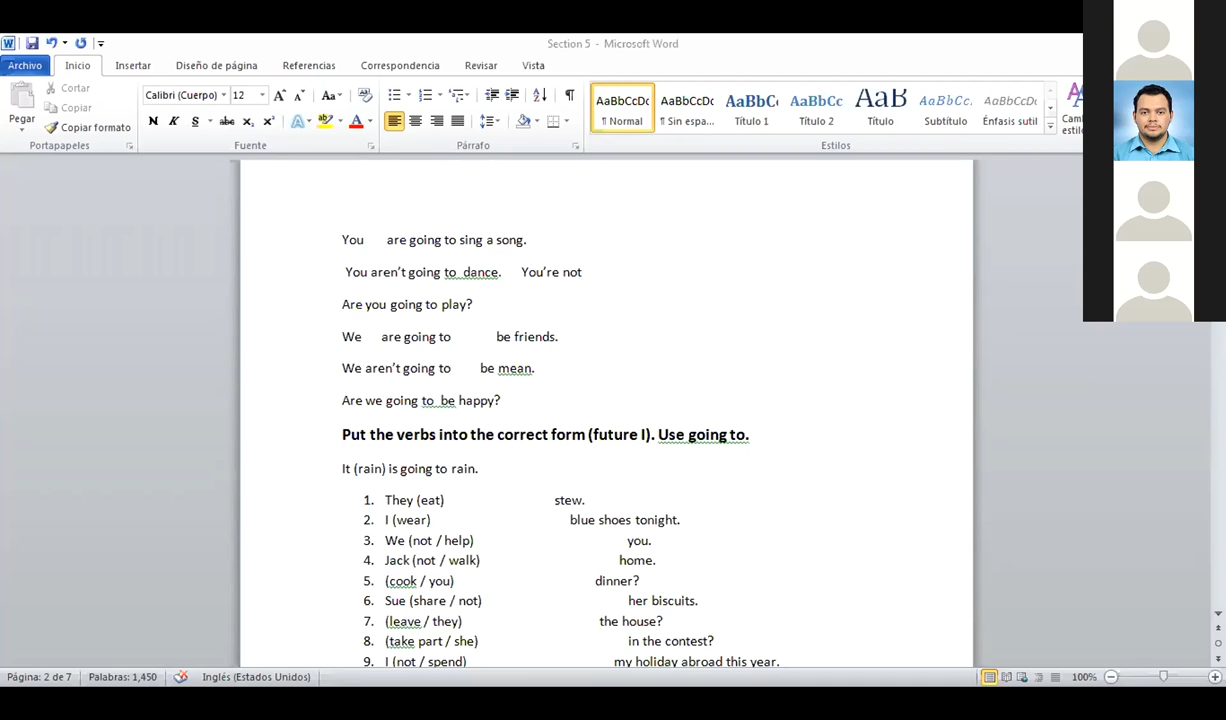 Section 5 - Microsoft Word
Archivo Inicio Insertar Diseño de página Referencias Correspondencia Revisar Vista
Pegar
Cortar
Copiar
Copiar formato
Portapapeles
Calibri (Cuerpo) 12
Fuente
Párrafo
AaBbCcDc AaBbCcDc AaBbCc AaBbCc AaB AaBbCc. AaBbCcDc
¶ Normal ¶ Sin espa... Título 1 Título 2 Título Subtítulo Énfasis sutil
Estilos
You are going to sing a song.
You aren't going to dance. You're not
Are you going to play?
We are going to be friends.
We aren't going to be mean.
Are we going to be happy?
Put the verbs into the correct form (future I). Use going to.
It (rain) is going to rain.
1. They (eat) stew.
2. I (wear) blue shoes tonight.
3. We (not / help) you.
4. Jack (not / walk) home.
5. (cook / you) dinner?
6. Sue (share / not) her biscuits.
7. (leave / they) the house?
8. (take part / she) in the contest?
9. I (not / spend) my holiday abroad this year.
Página: 2 de 7 Palabras: 1,450 Inglés (Estados Unidos) 100%